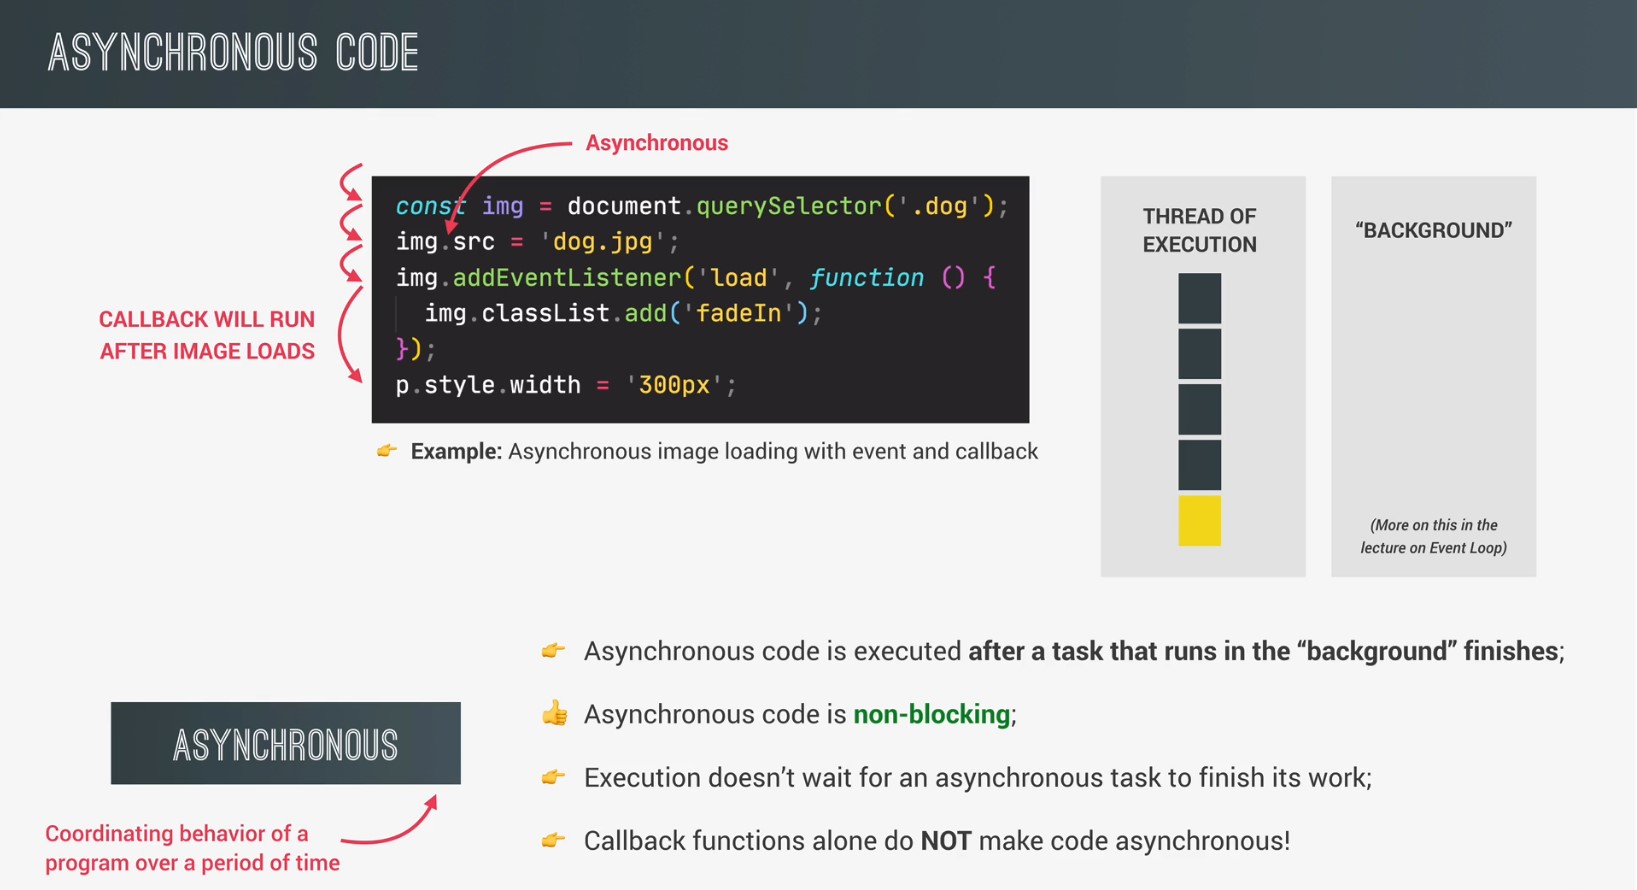 ASYNCHRONOUS CODE
Asynchronous
const img = document.querySelector('.dog');
img.src = 'dog.jpg';
img.addEventListener('load', function () {
img.classList.add('fadeIn');
});
p.style.width = '300px';
CALLBACK WILL RUN
AFTER IMAGE LOADS
👉 Example: Asynchronous image loading with event and callback
THREAD OF
EXECUTION
“BACKGROUND”
(More on this in the
lecture on Event Loop)
ASYNCHRONOUS
Coordinating behavior of a
program over a period of time
👉 Asynchronous code is executed after a task that runs in the “background” finishes;
👍 Asynchronous code is non-blocking;
👉 Execution doesn’t wait for an asynchronous task to finish its work;
👉 Callback functions alone do NOT make code asynchronous!